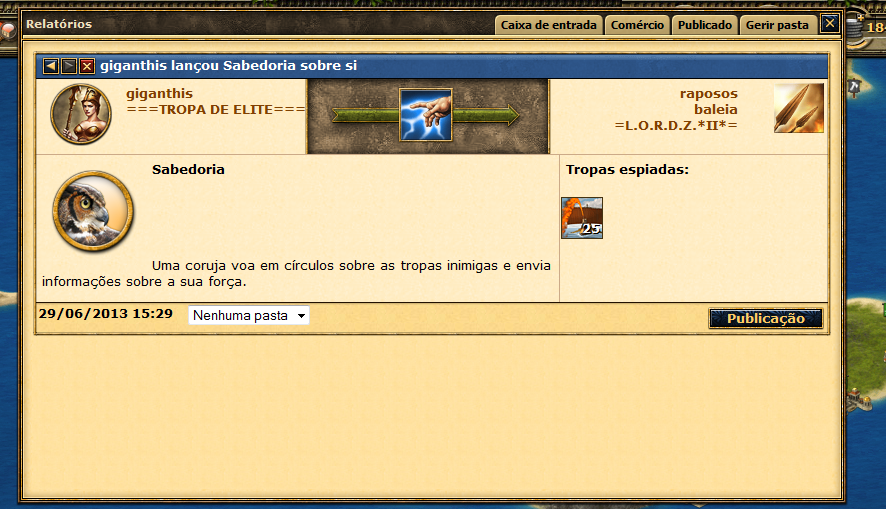 Relatórios
Caixa de entrada Comércio Publicado Gerir pasta
18
giganthis lançou Sabedoria sobre si
giganthis
===TROPA DE ELITE===
raposos
baleia
=L.O.R.D.Z.*II*=
Sabedoria
Tropas espiadas:
25
Uma coruja voa em círculos sobre as tropas inimigas e envia
informações sobre a sua força.
29/06/2013 15:29 Nenhuma pasta Publicação